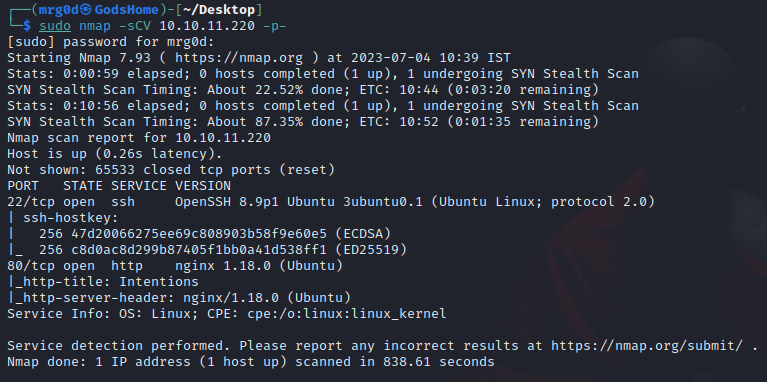 ┌──(mrg0d㉿GodsHome)-[~/Desktop]
└─$ sudo nmap -sCV 10.10.11.220 -p-
[sudo] password for mrg0d:
Starting Nmap 7.93 ( https://nmap.org ) at 2023-07-04 10:39 IST
Stats: 0:00:59 elapsed; 0 hosts completed (1 up), 1 undergoing SYN Stealth Scan
SYN Stealth Scan Timing: About 22.52% done; ETC: 10:44 (0:03:20 remaining)
Stats: 0:10:56 elapsed; 0 hosts completed (1 up), 1 undergoing SYN Stealth Scan
SYN Stealth Scan Timing: About 87.35% done; ETC: 10:52 (0:01:35 remaining)
Nmap scan report for 10.10.11.220
Host is up (0.26s latency).
Not shown: 65533 closed tcp ports (reset)
PORT   STATE SERVICE VERSION
22/tcp open  ssh     OpenSSH 8.9p1 Ubuntu 3ubuntu0.1 (Ubuntu Linux; protocol 2.0)
| ssh-hostkey:
|   256 47d20066275ee69c808903b58f9e60e5 (ECDSA)
|_  256 c8d0ac8d299b87405f1bb0a41d538ff1 (ED25519)
80/tcp open  http    nginx 1.18.0 (Ubuntu)
|_http-title: Intentions
|_http-server-header: nginx/1.18.0 (Ubuntu)
Service Info: OS: Linux; CPE: cpe:/o:linux:linux_kernel

Service detection performed. Please report any incorrect results at https://nmap.org/submit/ .
Nmap done: 1 IP address (1 host up) scanned in 838.61 seconds